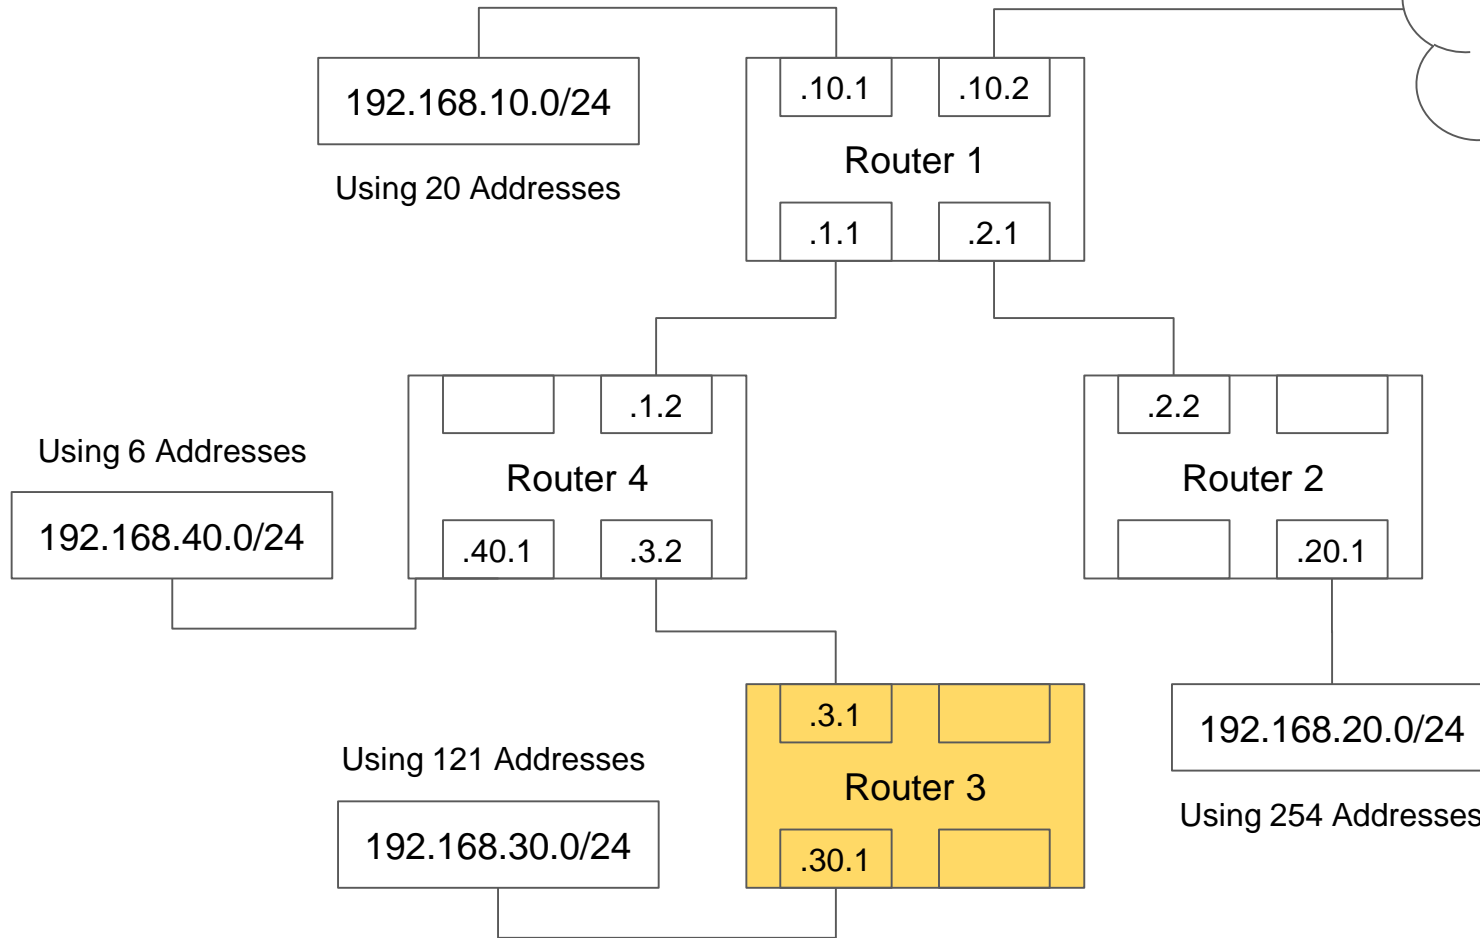 192.168.10.0/24
Using 20 Addresses
.10.1
.10.2
Router 1
.1.1
.2.1
.1.2
Router 4
.40.1
.3.2
Using 6 Addresses
192.168.40.0/24
.2.2
Router 2
.20.1
.3.1
Router 3
.30.1
Using 121 Addresses
192.168.30.0/24
192.168.20.0/24
Using 254 Addresses